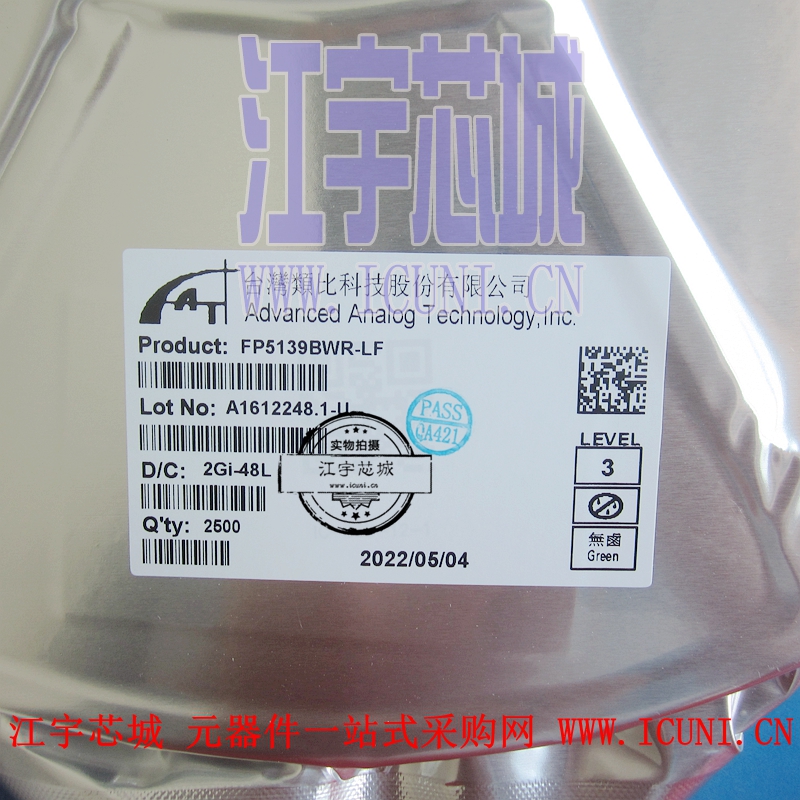 江宇芯城
WWW.ICUNI.CN
AAT
台灣類比科技股份有限公司
Advanced Analog Technology,Inc.
Product: FP5139BWR-LF
Lot No: A1612248.1-U
PASS
QA421
LEVEL
3
D/C: 2Gi-48L
实物拍摄
江宇芯城
www.icuni.cn
Q'ty: 2500
無鹵
Green
2022/05/04
江宇芯城 元器件一站式采购网 WWW.ICUNI.CN